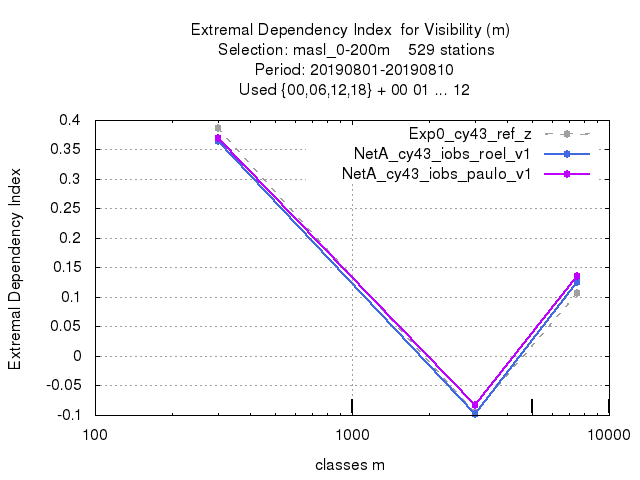 Extremal Dependency Index  for Visibility (m)
Selection: masl_0-200m    529 stations
Period: 20190801-20190810
Used {00,06,12,18} + 00 01 ... 12
Extremal Dependency Index
0.4
0.35
0.3
0.25
0.2
0.15
0.1
0.05
0
-0.05
-0.1
Exp0_cy43_ref_z
NetA_cy43_iobs_roel_v1
NetA_cy43_iobs_paulo_v1
100
1000
10000
classes m